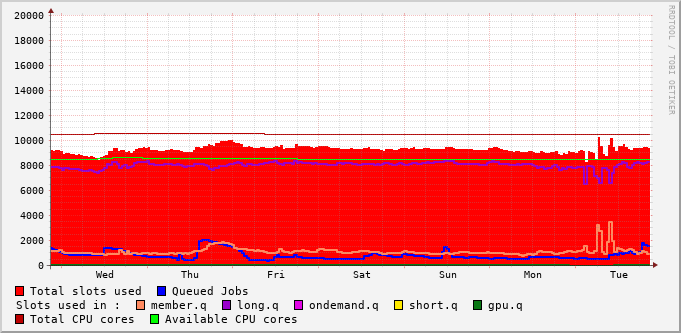 20000
18000
16000
14000
12000
10000
8000
6000
4000
2000
0
Wed Thu Fri Sat Sun Mon Tue
Total slots used Queued Jobs
Slots used in : member.q long.q ondemand.q short.q gpu.q
Total CPU cores Available CPU cores
RRDTOOL / TOBI OETIKER